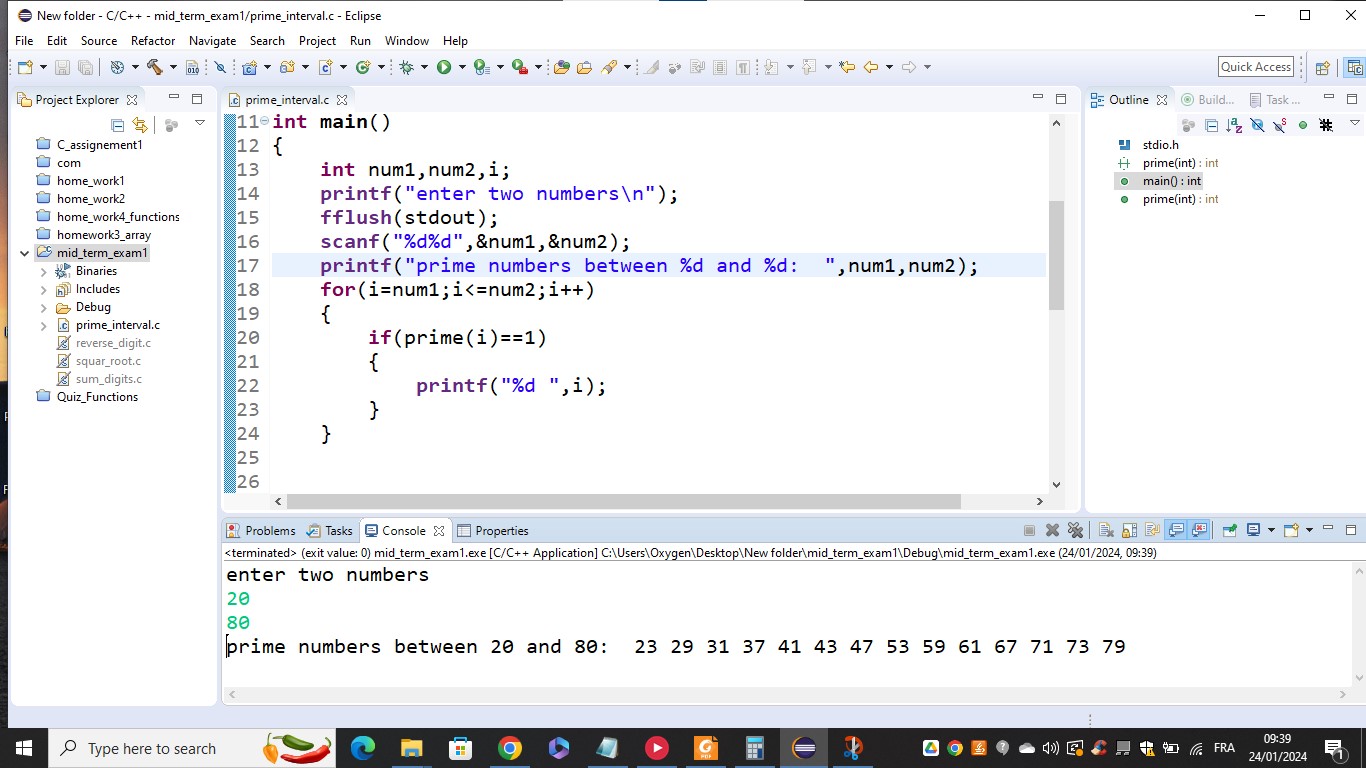 New folder - C/C++ - mid_term_exam1/prime_interval.c - Eclipse
File Edit Source Refactor Navigate Search Project Run Window Help
Quick Access
Project Explorer
C_assignement1
com
home_work1
home_work2
home_work4_functions
homework3_array
mid_term_exam1
Binaries
Includes
Debug
prime_interval.c
reverse_digit.c
squar_root.c
sum_digits.c
Quiz_Functions
prime_interval.c
11 int main()
12 {
13     int num1,num2,i;
14     printf("enter two numbers\n");
15     fflush(stdout);
16     scanf("%d%d",&num1,&num2);
17     printf("prime numbers between %d and %d:  ",num1,num2);
18     for(i=num1;i<=num2;i++)
19     {
20         if(prime(i)==1)
21         {
22             printf("%d ",i);
23         }
24     }
25
26
Outline Build... Task ...
stdio.h
prime(int) : int
main() : int
prime(int) : int
Problems Tasks Console Properties
<terminated> (exit value: 0) mid_term_exam1.exe [C/C++ Application] C:\Users\Oxygen\Desktop\New folder\mid_term_exam1\Debug\mid_term_exam1.exe (24/01/2024, 09:39)
enter two numbers
20
80
prime numbers between 20 and 80:  23 29 31 37 41 43 47 53 59 61 67 71 73 79
Type here to search
FRA
09:39
24/01/2024
1